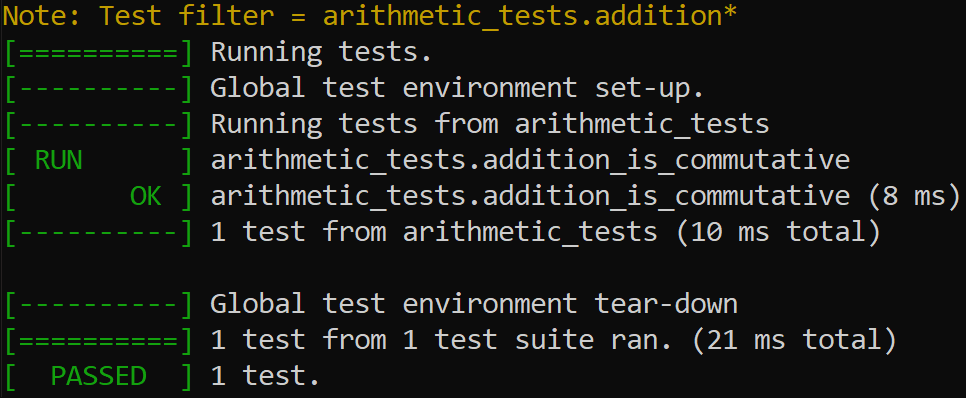 Note: Test filter = arithmetic_tests.addition*
[==========] Running tests.
[----------] Global test environment set-up.
[----------] Running tests from arithmetic_tests
[ RUN      ] arithmetic_tests.addition_is_commutative
[       OK ] arithmetic_tests.addition_is_commutative (8 ms)
[----------] 1 test from arithmetic_tests (10 ms total)

[----------] Global test environment tear-down
[==========] 1 test from 1 test suite ran. (21 ms total)
[  PASSED  ] 1 test.